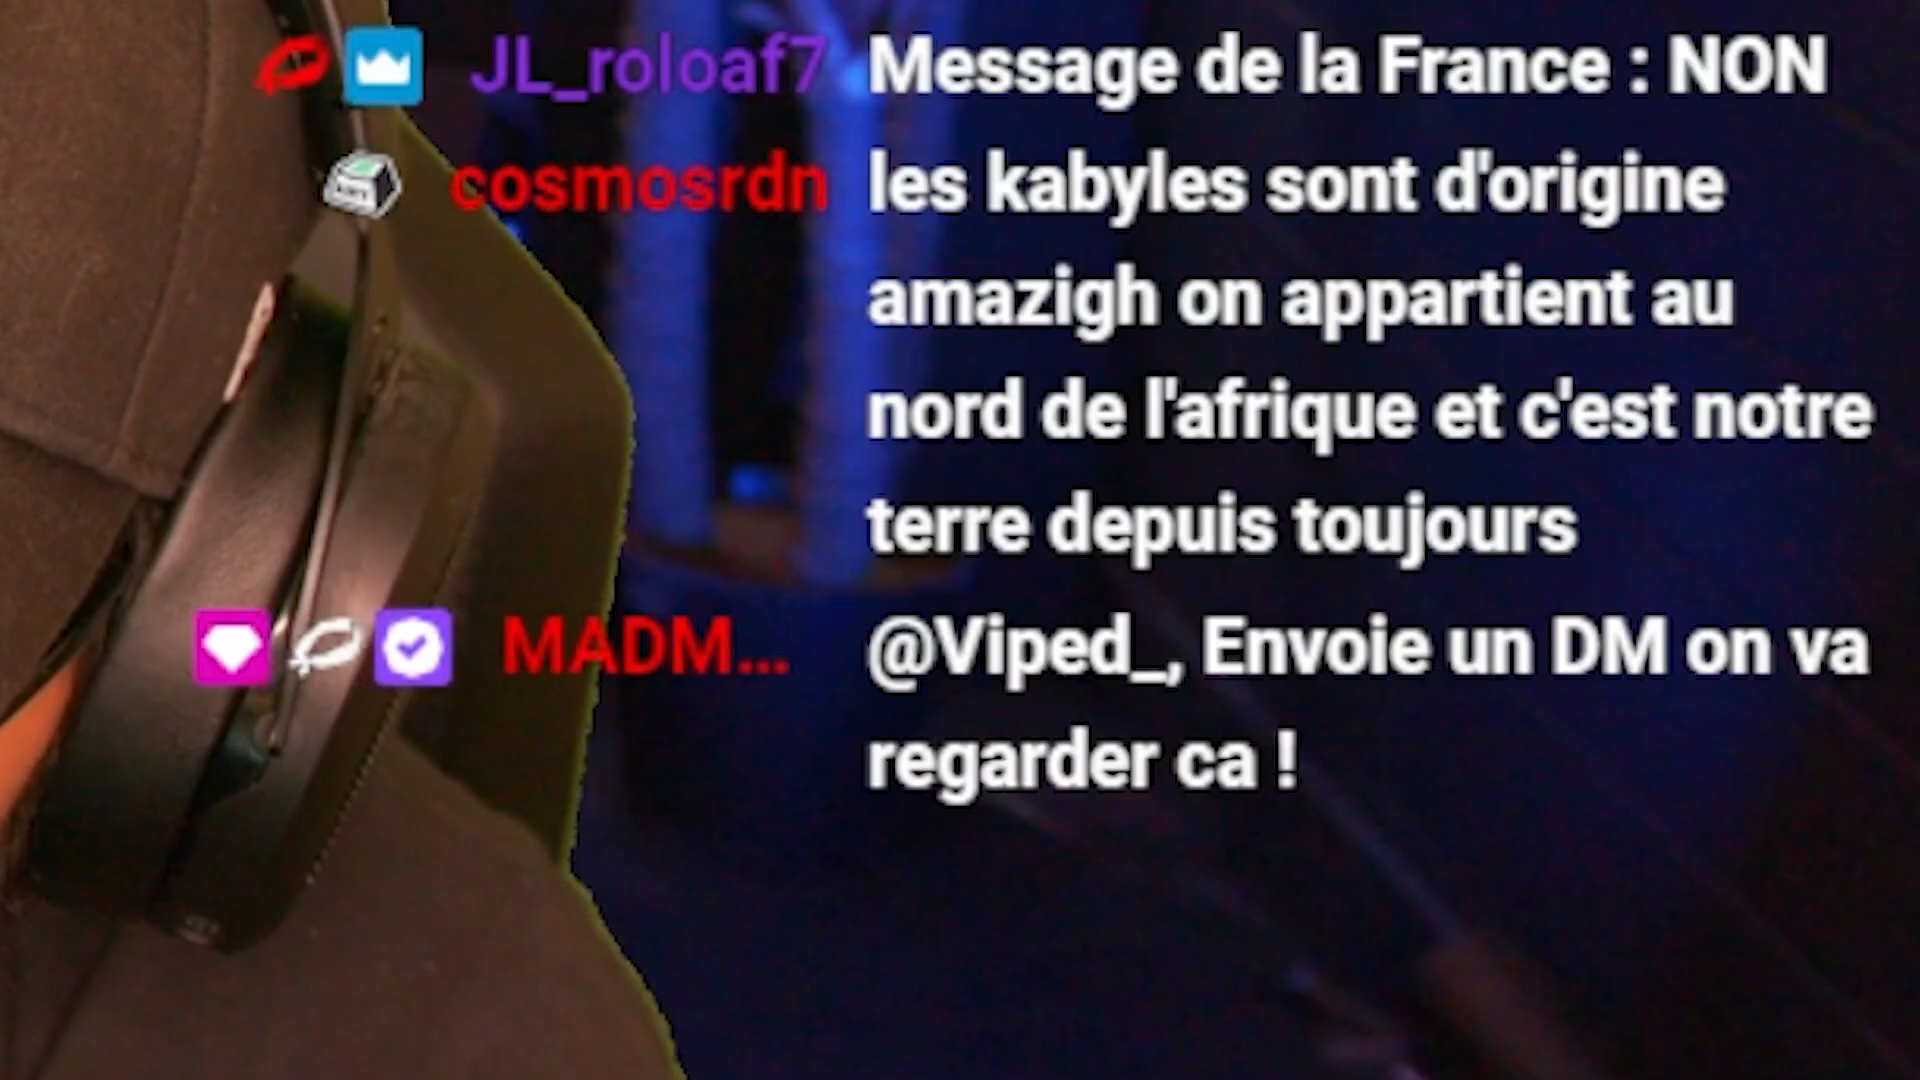 JL_roloaf7 Message de la France : NON
cosmosrdn les kabyles sont d'origine
amazigh on appartient au
nord de l'afrique et c'est notre
terre depuis toujours
MADM... @Viped_, Envoie un DM on va
regarder ca !